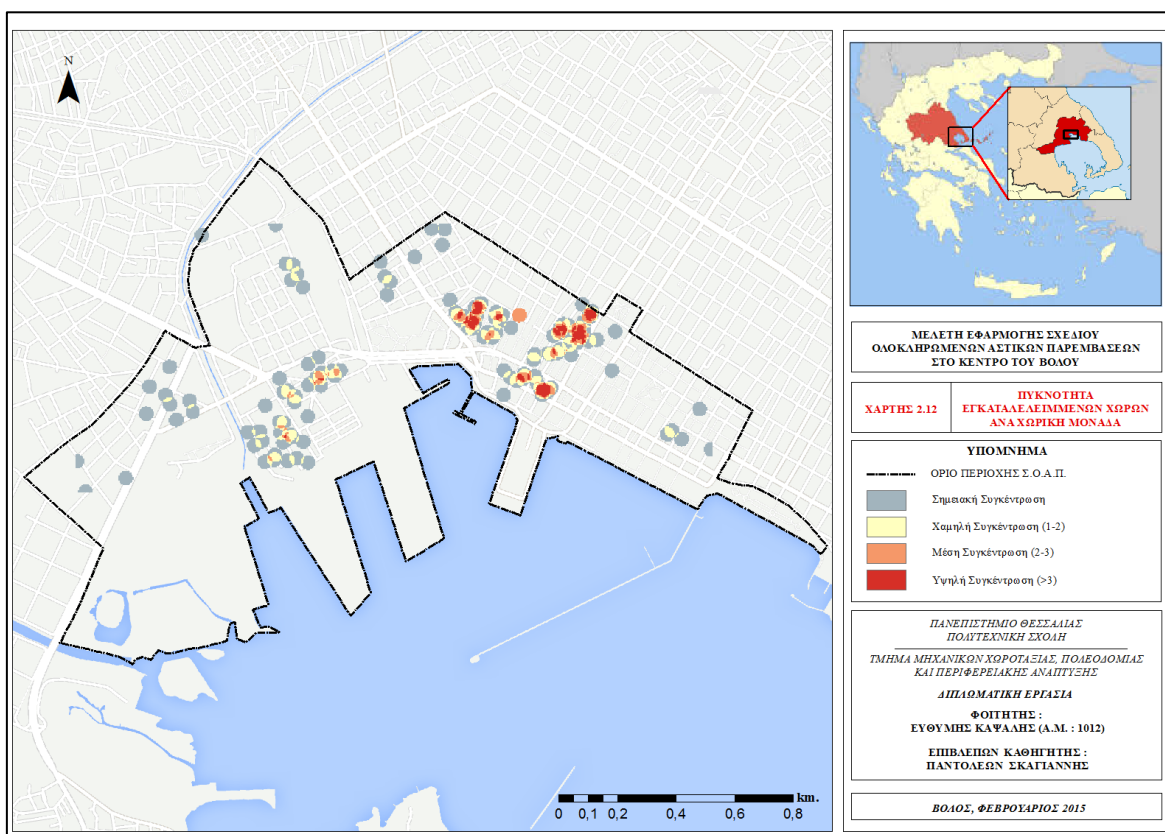 N
ΜΕΛΕΤΗ ΕΦΑΡΜΟΓΗΣ ΣΧΕΔΙΟΥ
ΟΛΟΚΛΗΡΩΜΕΝΩΝ ΑΣΤΙΚΩΝ ΠΑΡΕΜΒΑΣΕΩΝ
ΣΤΟ ΚΕΝΤΡΟ ΤΟΥ ΒΟΛΟΥ
ΧΑΡΤΗΣ 2.12
ΠΥΚΝΟΤΗΤΑ
ΕΓΚΑΤΑΛΕΛΕΙΜΜΕΝΩΝ ΧΩΡΩΝ
ΑΝΑ ΧΩΡΙΚΗ ΜΟΝΑΔΑ
ΥΠΟΜΝΗΜΑ
ΟΡΙΟ ΠΕΡΙΟΧΗΣ Σ.Ο.Α.Π.
Σημειακή Συγκέντρωση
Χαμηλή Συγκέντρωση (1-2)
Μέση Συγκέντρωση (2-3)
Υψηλή Συγκέντρωση (>3)
ΠΑΝΕΠΙΣΤΗΜΙΟ ΘΕΣΣΑΛΙΑΣ
ΠΟΛΥΤΕΧΝΙΚΗ ΣΧΟΛΗ
ΤΜΗΜΑ ΜΗΧΑΝΙΚΩΝ ΧΩΡΟΤΑΞΙΑΣ, ΠΟΛΕΟΔΟΜΙΑΣ
ΚΑΙ ΠΕΡΙΦΕΡΕΙΑΚΗΣ ΑΝΑΠΤΥΞΗΣ
ΔΙΠΛΩΜΑΤΙΚΗ ΕΡΓΑΣΙΑ
ΦΟΙΤΗΤΗΣ :
ΕΥΘΥΜΗΣ ΚΑΨΑΛΗΣ (Α.Μ. : 1012)
ΕΠΙΒΛΕΠΩΝ ΚΑΘΗΓΗΤΗΣ :
ΠΑΝΤΟΛΕΩΝ ΣΚΑΓΙΑΝΝΗΣ
ΒΟΛΟΣ, ΦΕΒΡΟΥΑΡΙΟΣ 2015
km.
0 0,1 0,2 0,4 0,6 0,8